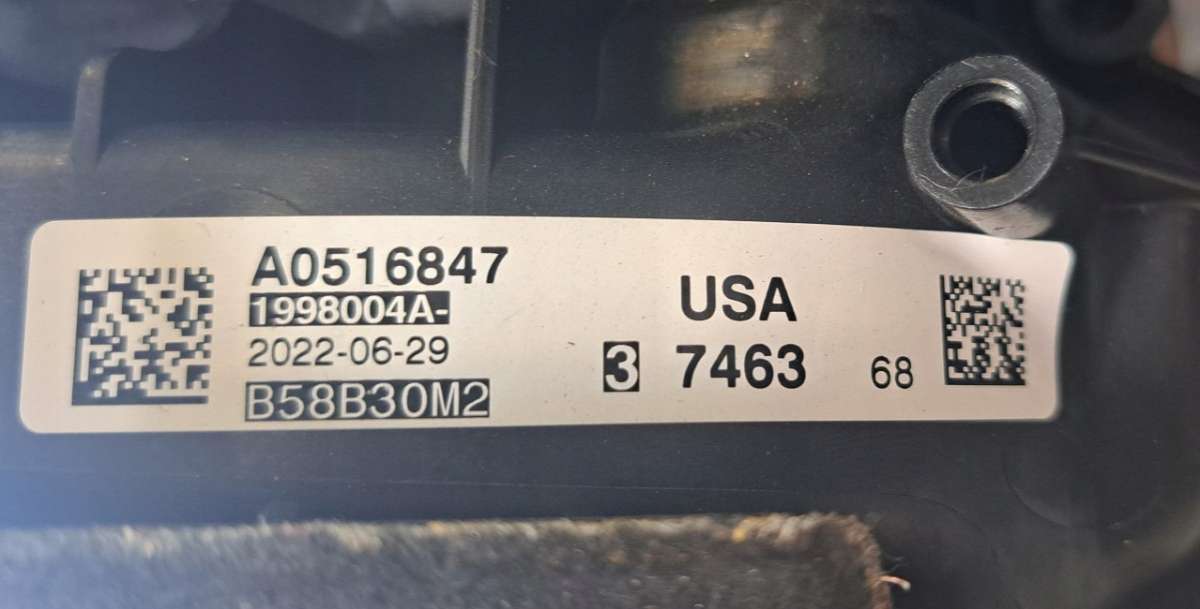 A0516847
1998004A-
2022-06-29
B58B30M2
USA
3 7463 68